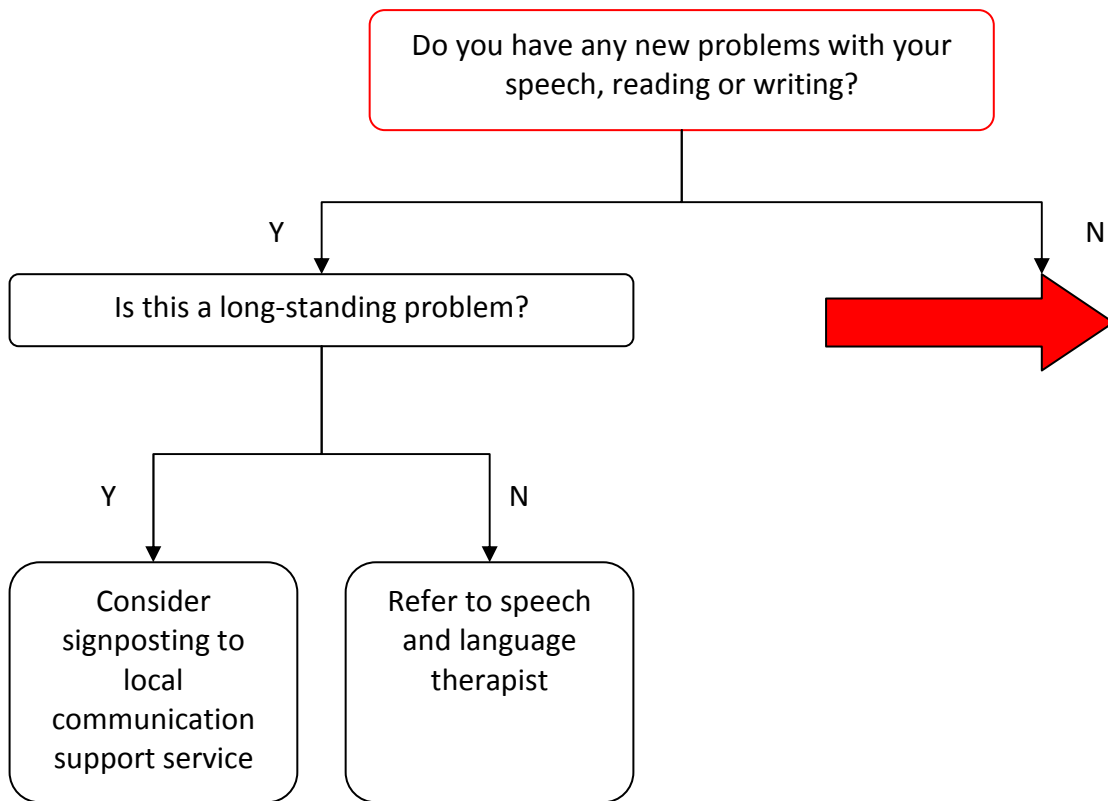 Do you have any new problems with your
speech, reading or writing?
Y
N
Is this a long-standing problem?
Y
N
Consider
signposting to
local
communication
support service
Refer to speech
and language
therapist